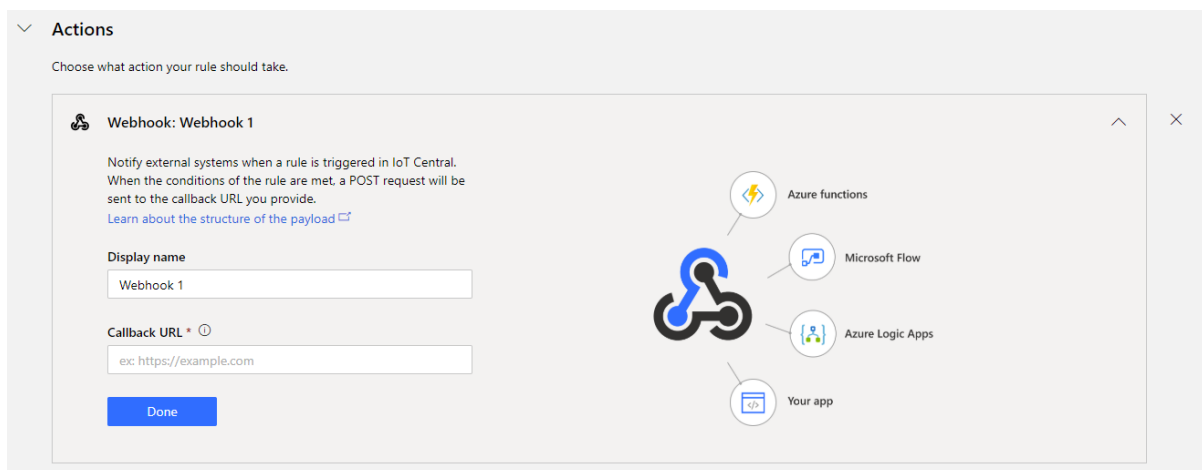 Actions
Choose what action your rule should take.
Webhook: Webhook 1
Notify external systems when a rule is triggered in IoT Central.
When the conditions of the rule are met, a POST request will be
sent to the callback URL you provide.
Learn about the structure of the payload
Display name
Webhook 1
Callback URL *
ex: https://example.com
Done
Azure functions
Microsoft Flow
Azure Logic Apps
Your app